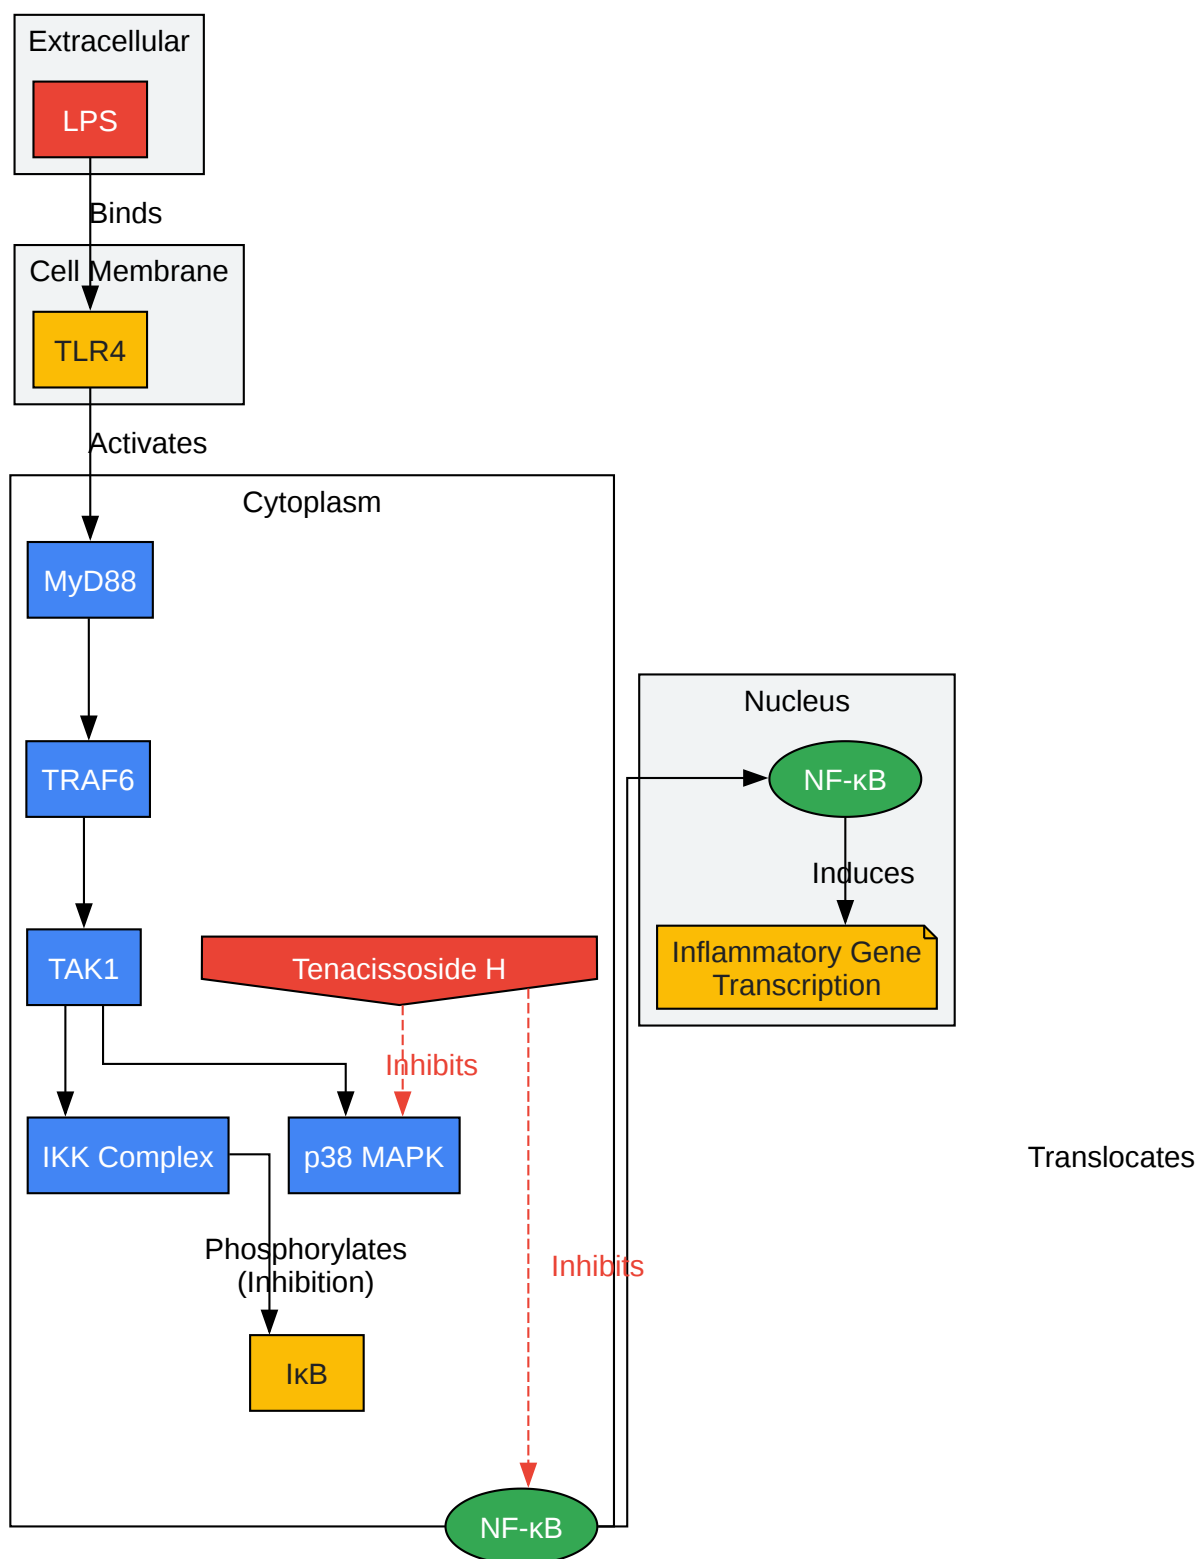 Extracellular
LPS
Binds
Cell Membrane
TLR4
Activates
Cytoplasm
MyD88
TRAF6
TAK1
Tenacissoside H
Inhibits
IKK Complex
p38 MAPK
Phosphorylates
(Inhibition)
Inhibits
IκB
NF-κB
Nucleus
NF-κB
Induces
Inflammatory Gene
Transcription
Translocates